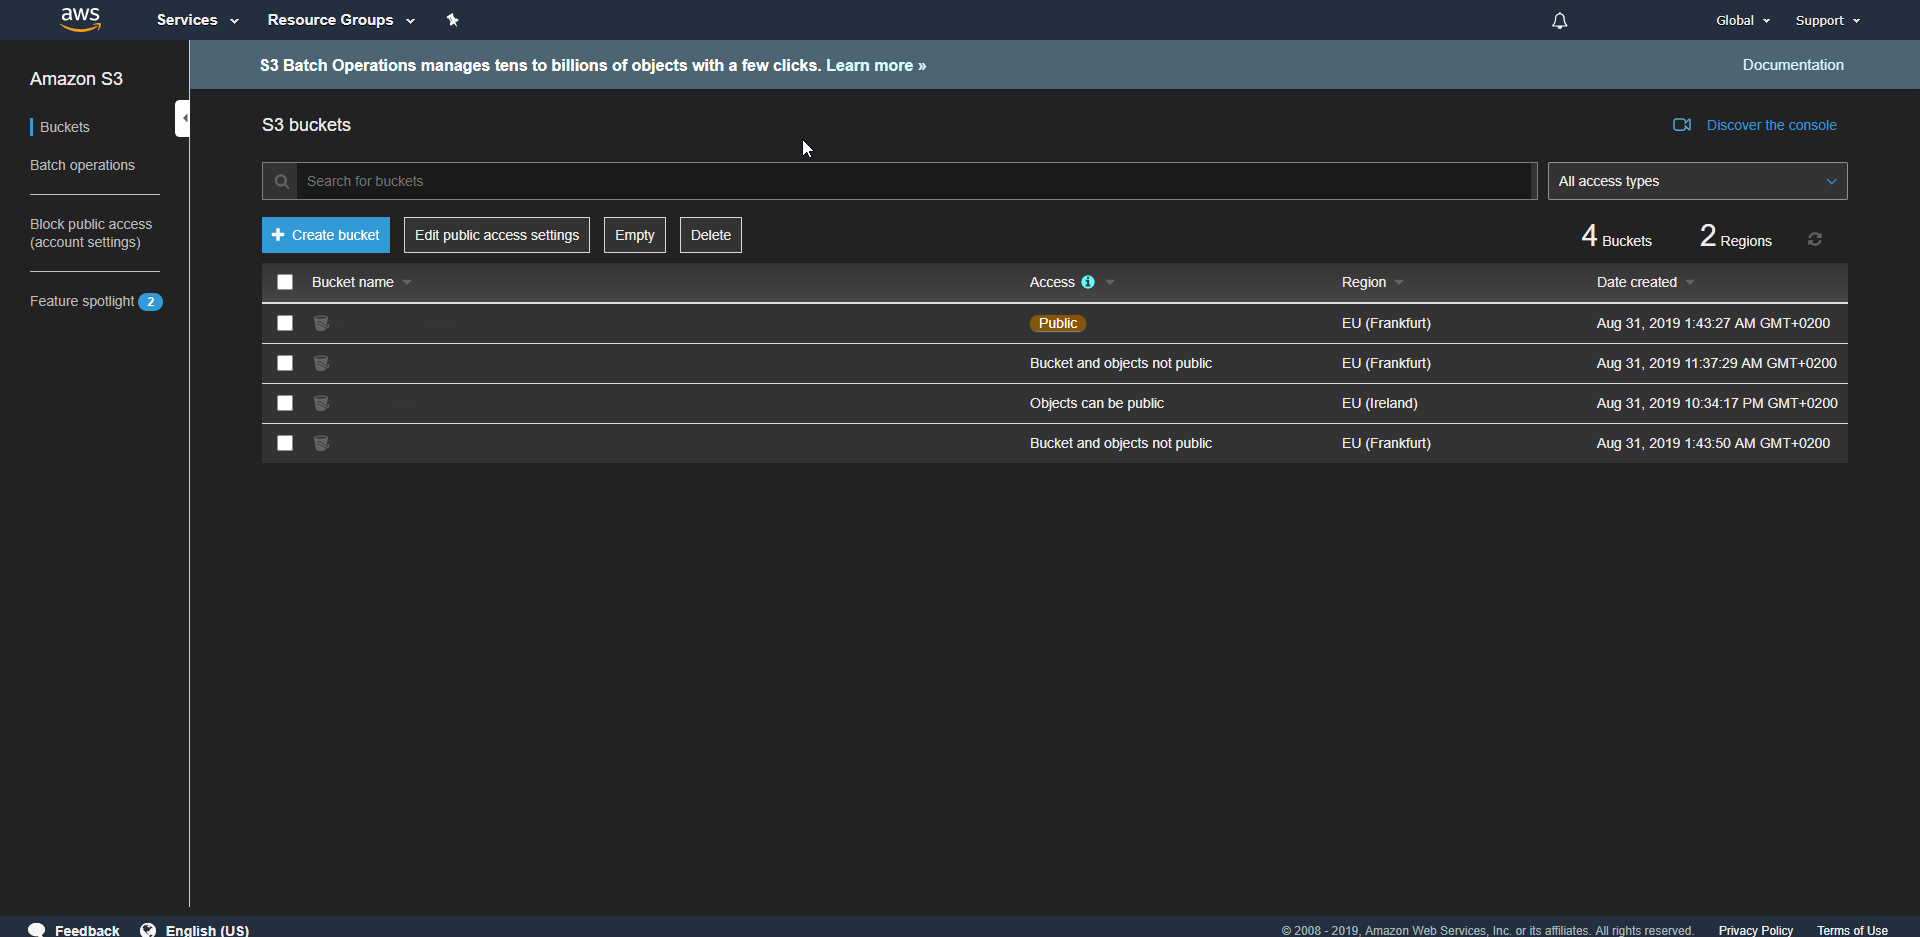 aws Services Resource Groups Global Support
Amazon S3
Buckets
Batch operations
Block public access
(account settings)
Feature spotlight 2
S3 Batch Operations manages tens to billions of objects with a few clicks. Learn more » Documentation
S3 buckets Discover the console
Search for buckets All access types
+ Create bucket Edit public access settings Empty Delete 4 Buckets 2 Regions
Bucket name Access Region Date created
Public EU (Frankfurt) Aug 31, 2019 1:43:27 AM GMT+0200
Bucket and objects not public EU (Frankfurt) Aug 31, 2019 11:37:29 AM GMT+0200
Objects can be public EU (Ireland) Aug 31, 2019 10:34:17 PM GMT+0200
Bucket and objects not public EU (Frankfurt) Aug 31, 2019 1:43:50 AM GMT+0200
Feedback English (US) © 2008 - 2019, Amazon Web Services, Inc. or its affiliates. All rights reserved. Privacy Policy Terms of Use